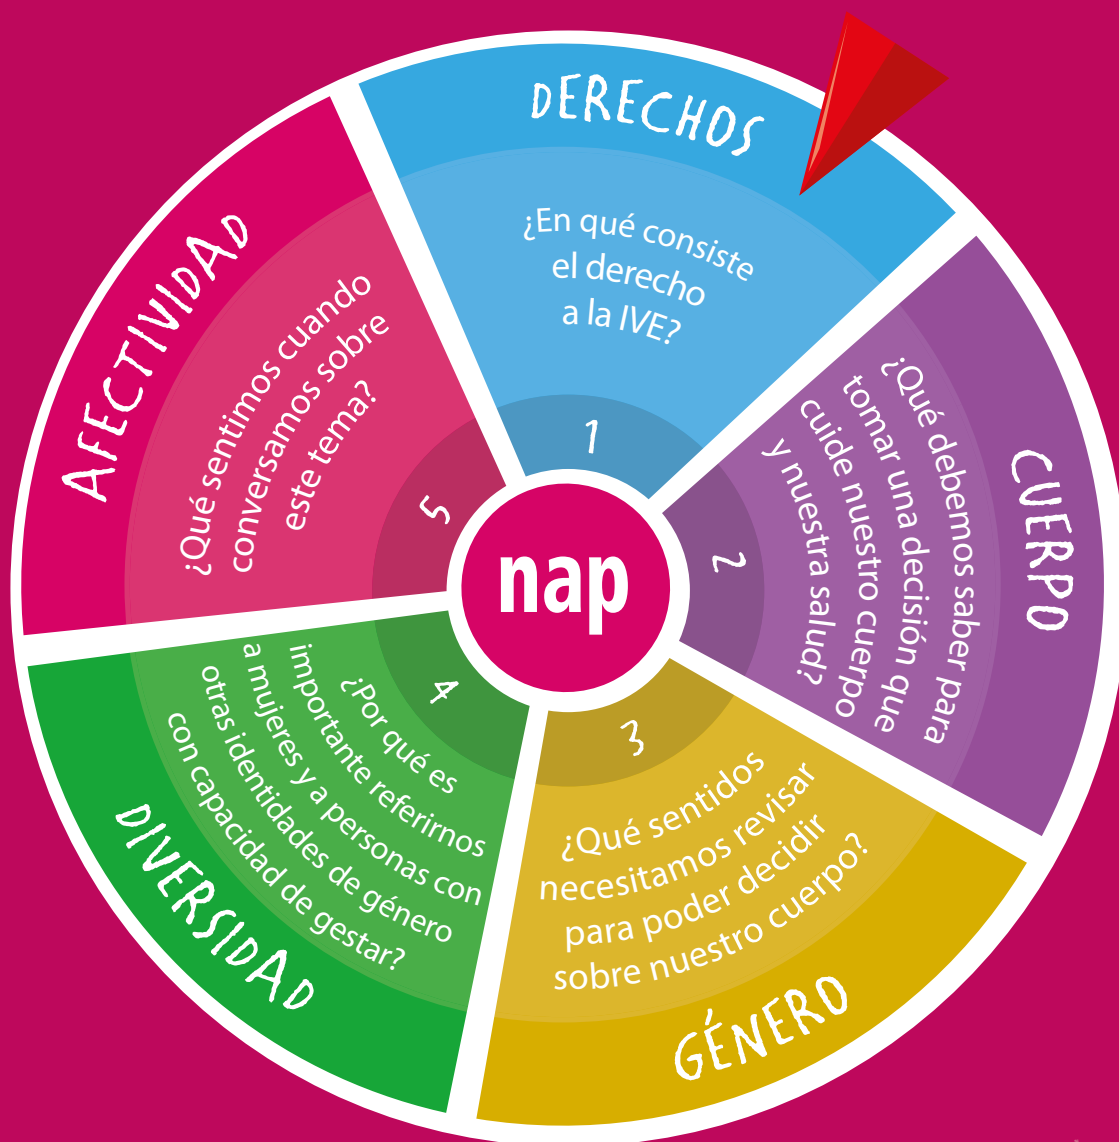 DERECHOS
¿En qué consiste
el derecho
a la IVE?
1
CUERPO
¿Qué debemos saber para
tomar una decisión que
cuide nuestro cuerpo
y nuestra salud?
2
GÉNERO
¿Qué sentidos
necesitamos revisar
para poder decidir
sobre nuestro cuerpo?
3
DIVERSIDAD
¿Por qué es
importante referirnos
a mujeres y a personas con
otras identidades de género
con capacidad de gestar?
4
AFECTIVIDAD
¿Qué sentimos cuando
conversamos sobre
este tema?
5
nap